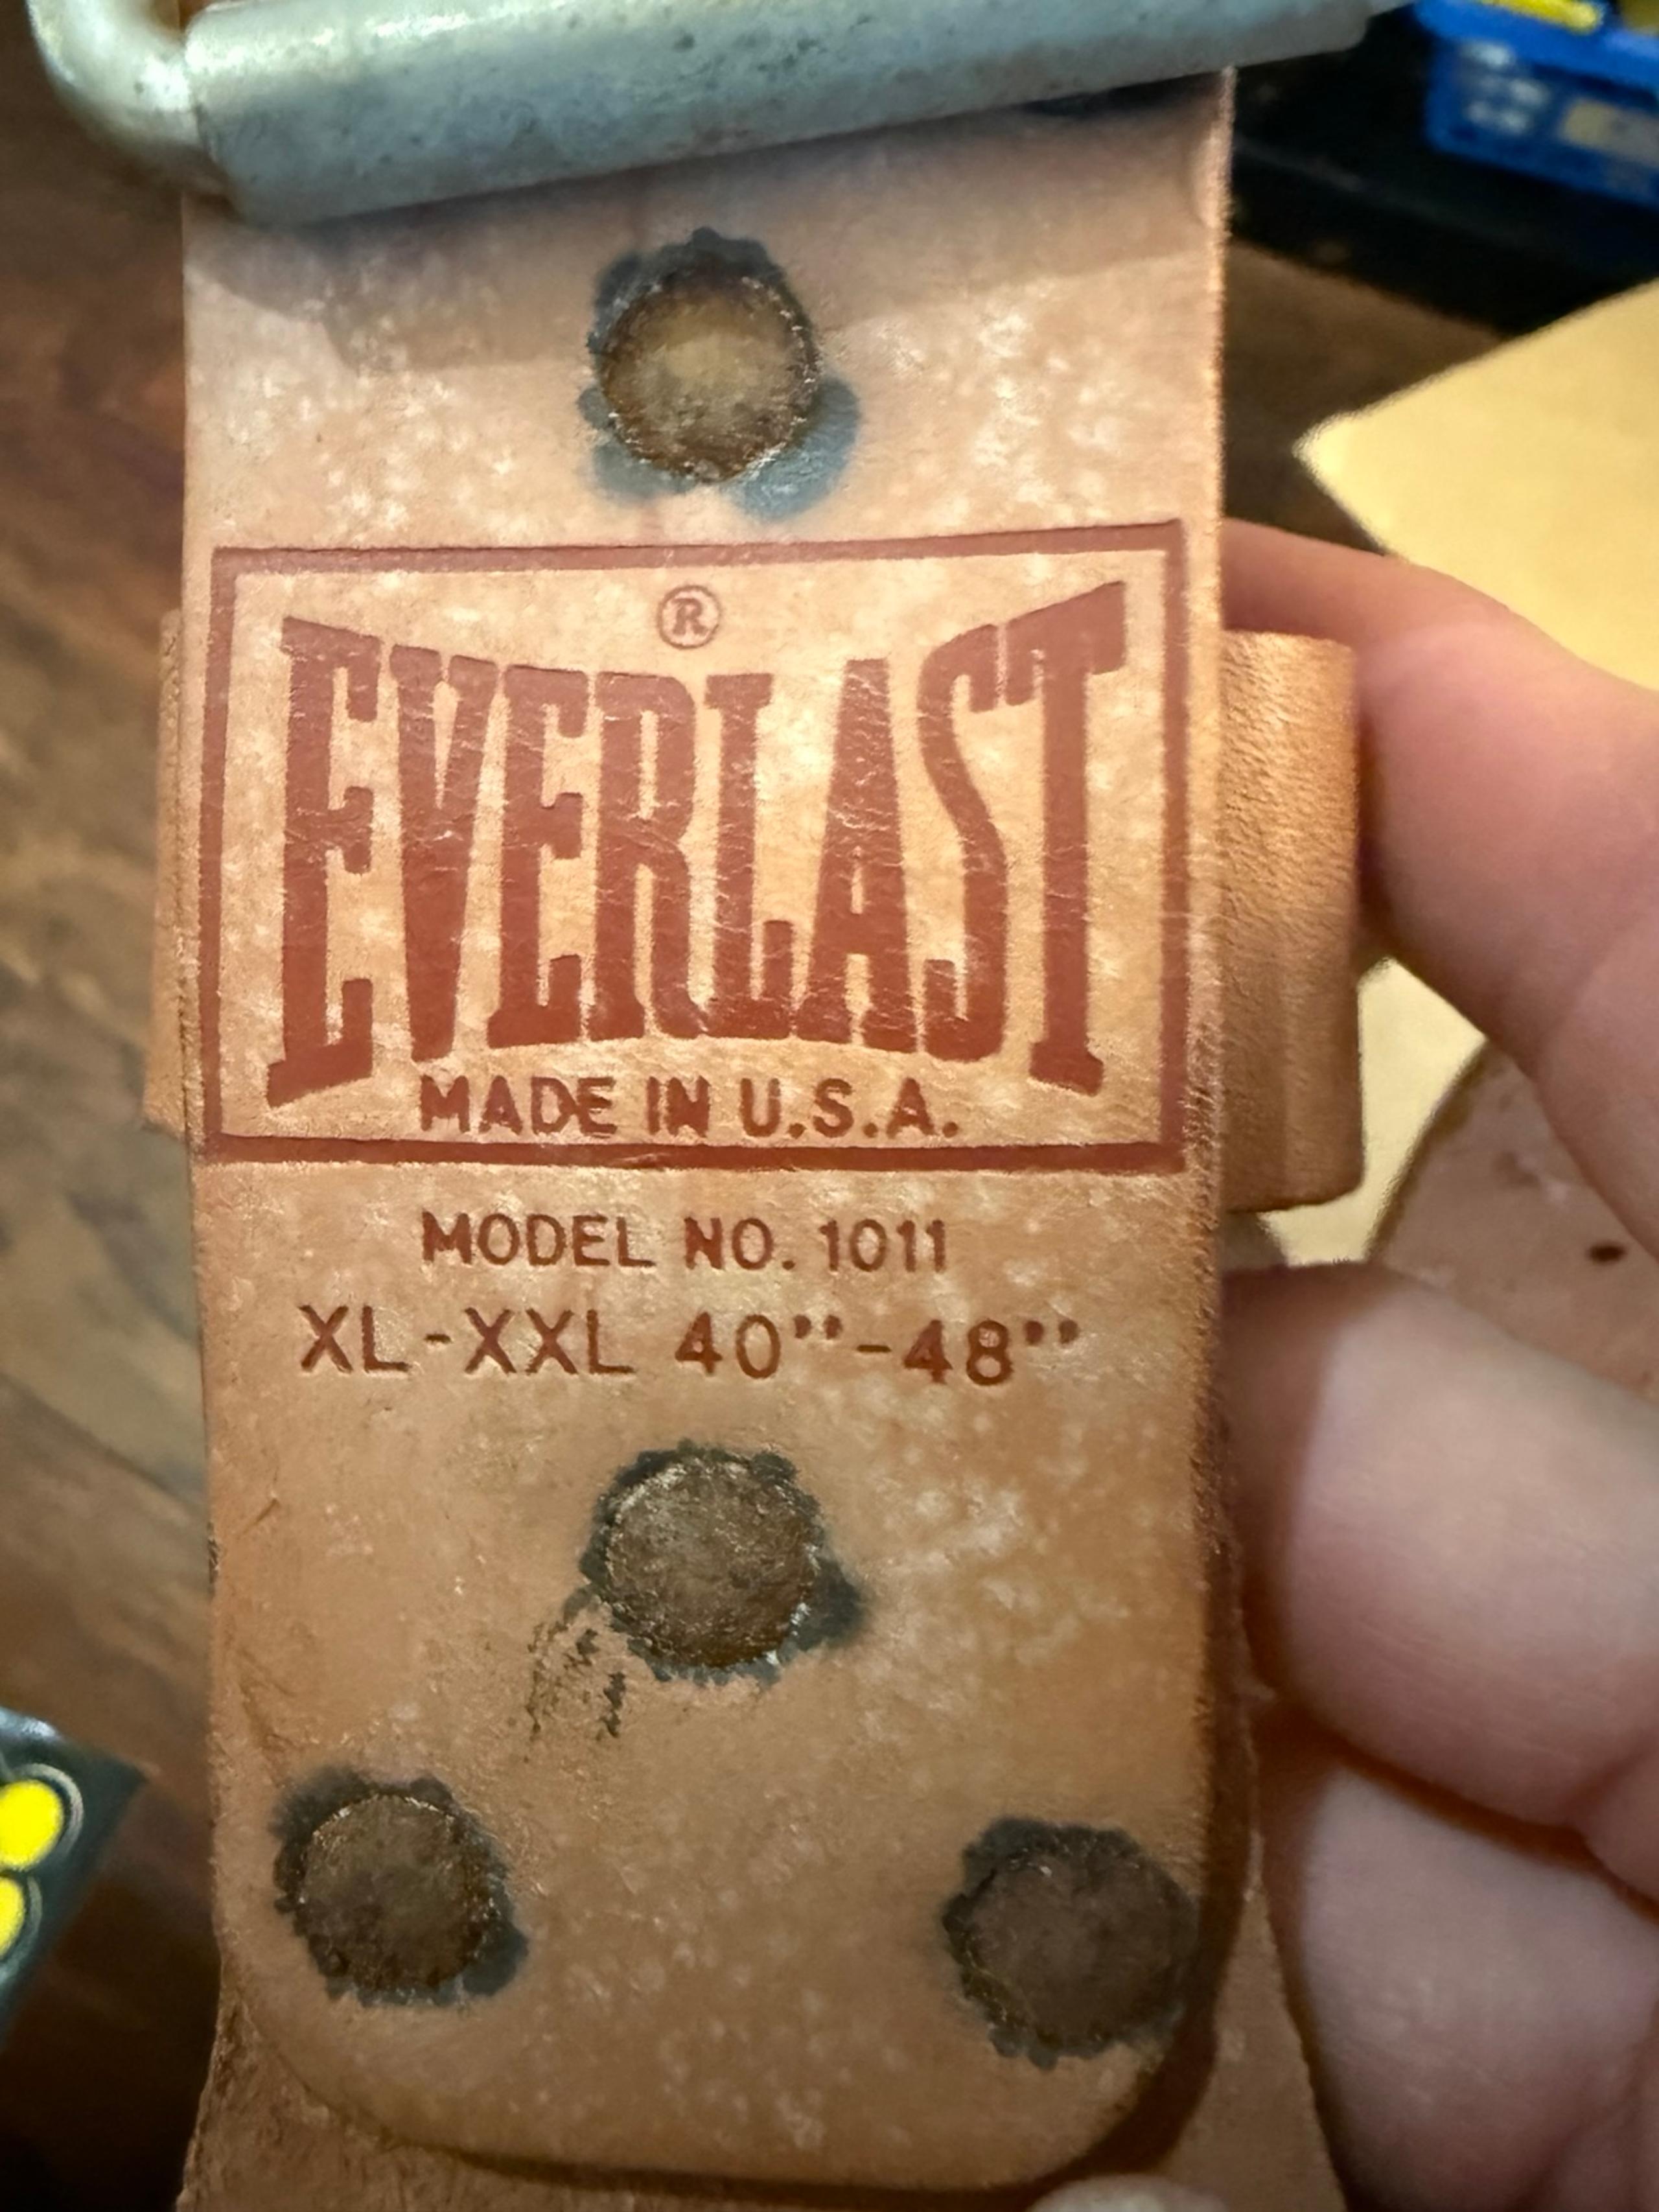 ®
EVERLAST
MADE IN U.S.A.
MODEL NO. 1011
XL-XXL 40"-48"